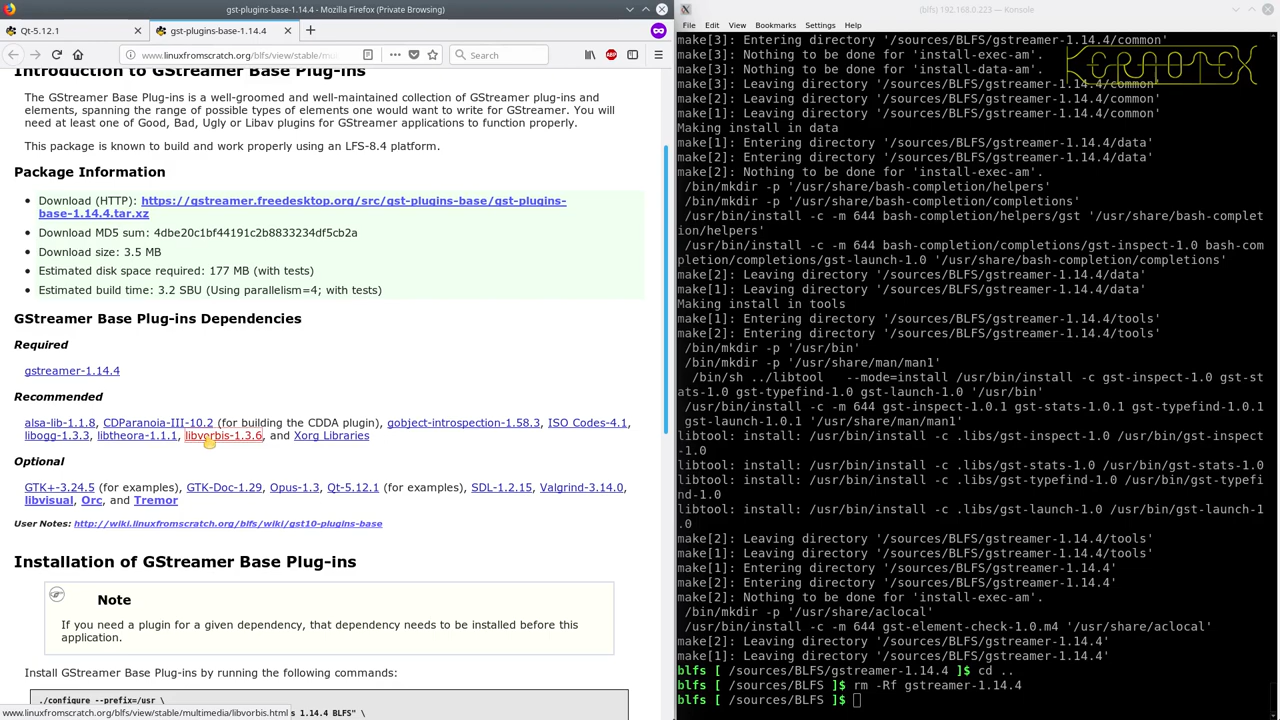 gst-plugins-base-1.14.4 - Mozilla Firefox (Private Browsing)
Qt-5.12.1
gst-plugins-base-1.14.4
www.linuxfromscratch.org/blfs/view/stable/mult
Search
Introduction to GStreamer Base Plug-ins
The GStreamer Base Plug-ins is a well-groomed and well-maintained collection of GStreamer plug-ins and
elements, spanning the range of possible types of elements one would want to write for GStreamer. You will
need at least one of Good, Bad, Ugly or Libav plugins for GStreamer applications to function properly.
This package is known to build and work properly using an LFS-8.4 platform.
Package Information
Download (HTTP): https://gstreamer.freedesktop.org/src/gst-plugins-base/gst-plugins-
base-1.14.4.tar.xz
Download MD5 sum: 4dbe20c1bf44191c2b8833234df5cb2a
Download size: 3.5 MB
Estimated disk space required: 177 MB (with tests)
Estimated build time: 3.2 SBU (Using parallelism=4; with tests)
GStreamer Base Plug-ins Dependencies
Required
gstreamer-1.14.4
Recommended
alsa-lib-1.1.8, CDParanoia-III-10.2 (for building the CDDA plugin), gobject-introspection-1.58.3, ISO Codes-4.1,
libogg-1.3.3, libtheora-1.1.1, libvorbis-1.3.6, and Xorg Libraries
Optional
GTK+-3.24.5 (for examples), GTK-Doc-1.29, Opus-1.3, Qt-5.12.1 (for examples), SDL-1.2.15, Valgrind-3.14.0,
libvisual, Orc, and Tremor
User Notes: http://wiki.linuxfromscratch.org/blfs/wiki/gst10-plugins-base
Installation of GStreamer Base Plug-ins
Note
If you need a plugin for a given dependency, that dependency needs to be installed before this
application.
Install GStreamer Base Plug-ins by running the following commands:
./configure --prefix=/usr \
s 1.14.4 BLFS" \
www.linuxfromscratch.org/blfs/view/stable/multimedia/libvorbis.html
(blfs) 192.168.0.223 — Konsole
File Edit View Bookmarks Settings Help
KERNOTEX
make[3]: Entering directory '/sources/BLFS/gstreamer-1.14.4/common'
make[3]: Nothing to be done for 'install-exec-am'.
make[3]: Nothing to be done for 'install-data-am'.
make[3]: Leaving directory '/sources/BLFS/gstreamer-1.14.4/common'
make[2]: Leaving directory '/sources/BLFS/gstreamer-1.14.4/common'
make[1]: Leaving directory '/sources/BLFS/gstreamer-1.14.4/common'
Making install in data
make[1]: Entering directory '/sources/BLFS/gstreamer-1.14.4/data'
make[2]: Entering directory '/sources/BLFS/gstreamer-1.14.4/data'
make[2]: Nothing to be done for 'install-exec-am'.
/bin/mkdir -p '/usr/share/bash-completion/helpers'
/bin/mkdir -p '/usr/share/bash-completion/completions'
/usr/bin/install -c -m 644 bash-completion/helpers/gst '/usr/share/bash-complet
ion/helpers'
/usr/bin/install -c -m 644 bash-completion/completions/gst-inspect-1.0 bash-com
pletion/completions/gst-launch-1.0 '/usr/share/bash-completion/completions'
make[2]: Leaving directory '/sources/BLFS/gstreamer-1.14.4/data'
make[1]: Leaving directory '/sources/BLFS/gstreamer-1.14.4/data'
Making install in tools
make[1]: Entering directory '/sources/BLFS/gstreamer-1.14.4/tools'
make[2]: Entering directory '/sources/BLFS/gstreamer-1.14.4/tools'
/bin/mkdir -p '/usr/bin'
/bin/mkdir -p '/usr/share/man/man1'
/bin/sh ../libtool   --mode=install /usr/bin/install -c gst-inspect-1.0 gst-st
ats-1.0 gst-typefind-1.0 gst-launch-1.0 '/usr/bin'
/usr/bin/install -c -m 644 gst-inspect-1.0.1 gst-stats-1.0.1 gst-typefind-1.0.1
gst-launch-1.0.1 '/usr/share/man/man1'
libtool: install: /usr/bin/install -c .libs/gst-inspect-1.0 /usr/bin/gst-inspect
-1.0
libtool: install: /usr/bin/install -c .libs/gst-stats-1.0 /usr/bin/gst-stats-1.0
libtool: install: /usr/bin/install -c .libs/gst-typefind-1.0 /usr/bin/gst-typefi
nd-1.0
libtool: install: /usr/bin/install -c .libs/gst-launch-1.0 /usr/bin/gst-launch-1
.0
make[2]: Leaving directory '/sources/BLFS/gstreamer-1.14.4/tools'
make[1]: Leaving directory '/sources/BLFS/gstreamer-1.14.4/tools'
make[1]: Entering directory '/sources/BLFS/gstreamer-1.14.4'
make[2]: Entering directory '/sources/BLFS/gstreamer-1.14.4'
make[2]: Nothing to be done for 'install-exec-am'.
/bin/mkdir -p '/usr/share/aclocal'
/usr/bin/install -c -m 644 gst-element-check-1.0.m4 '/usr/share/aclocal'
make[2]: Leaving directory '/sources/BLFS/gstreamer-1.14.4'
make[1]: Leaving directory '/sources/BLFS/gstreamer-1.14.4'
blfs [ /sources/BLFS/gstreamer-1.14.4 ]$ cd ..
blfs [ /sources/BLFS ]$ rm -Rf gstreamer-1.14.4
blfs [ /sources/BLFS ]$